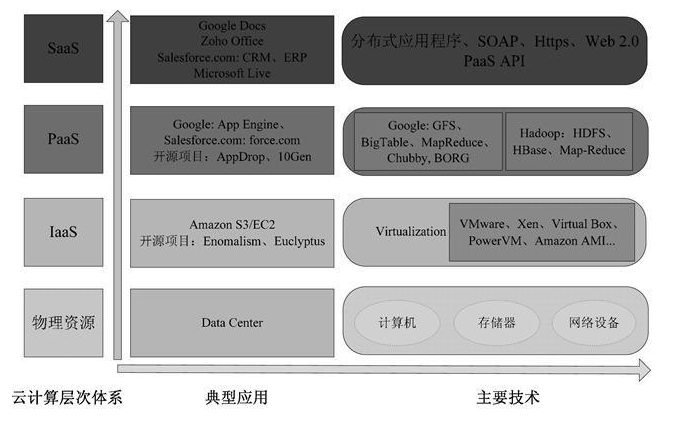 SaaS
Google Docs
Zoho Office
Salesforce.com: CRM、ERP
Microsoft Live
分布式应用程序、SOAP、Https、Web 2.0
PaaS API
PaaS
Google: App Engine、
Salesforce.com: force.com
开源项目：AppDrop、10Gen
Google: GFS、
BigTable、MapReduce、
Chubby, BORG
Hadoop：HDFS、
HBase、Map-Reduce
IaaS
Amazon S3/EC2
开源项目：Enomalism、Euclyptus
Virtualization
VMware、Xen、Virtual Box、
PowerVM、Amazon AMI...
物理资源
Data Center
计算机
存储器
网络设备
云计算层次体系
典型应用
主要技术